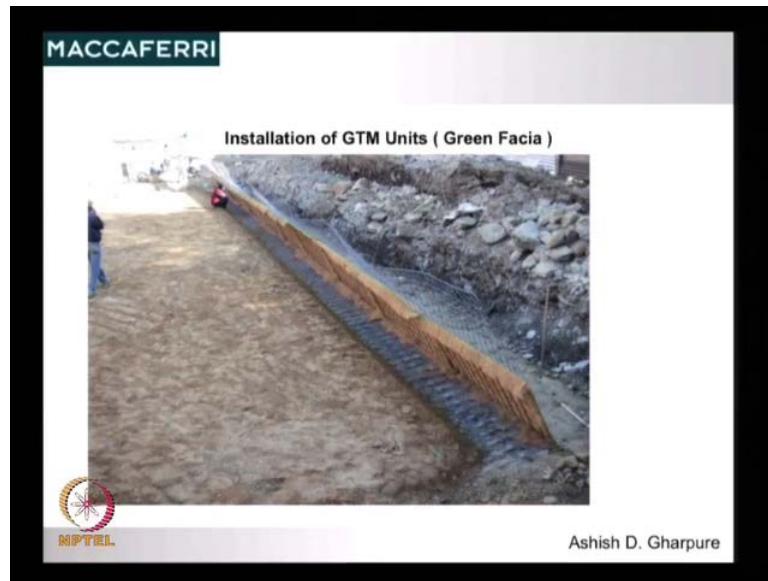 MACCAFERRI
Installation of GTM Units ( Green Facia )
NPTEL
Ashish D. Gharpure